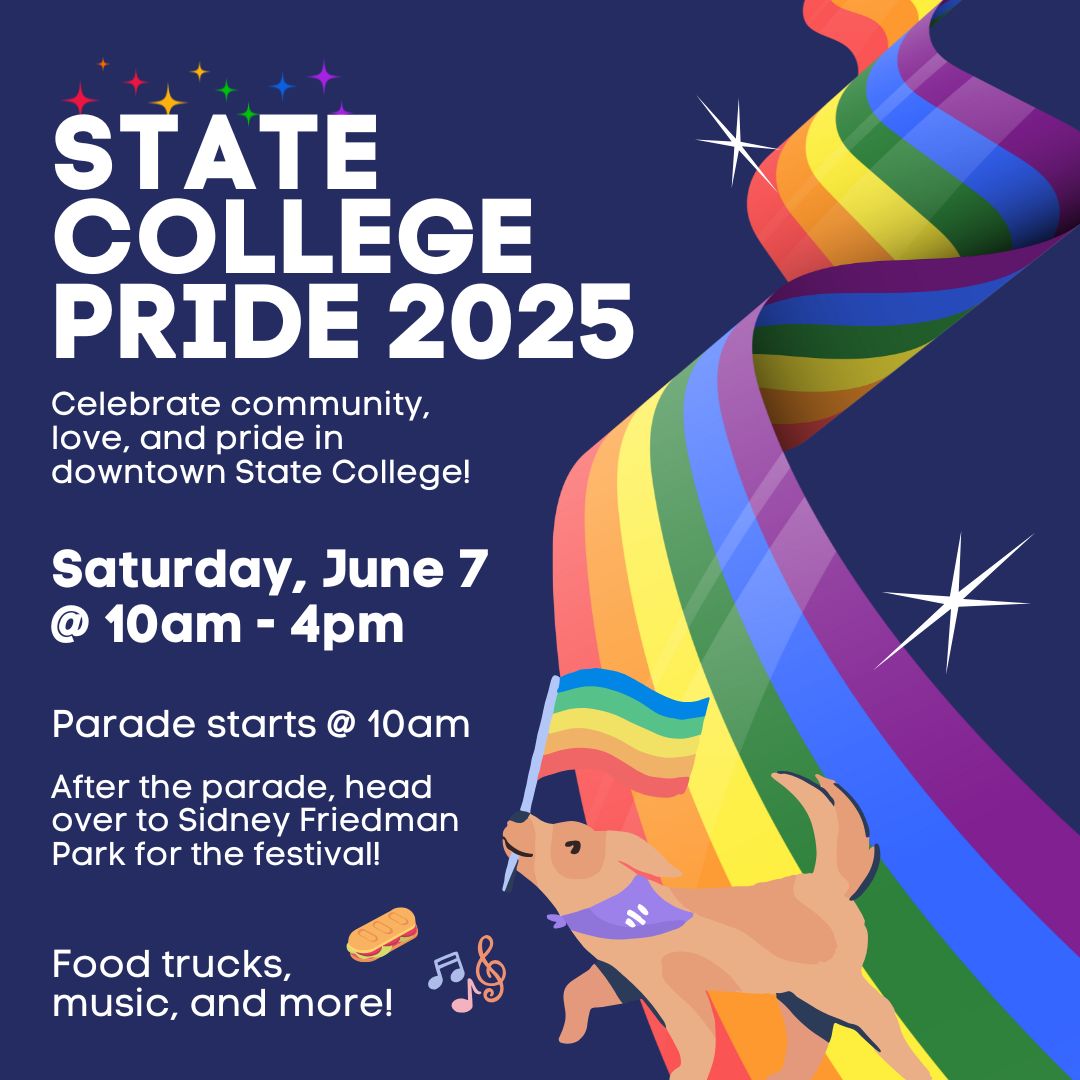 STATE
COLLEGE
PRIDE 2025
Celebrate community,
love, and pride in
downtown State College!
Saturday, June 7
@ 10am - 4pm
Parade starts @ 10am
After the parade, head
over to Sidney Friedman
Park for the festival!
Food trucks,
music, and more!